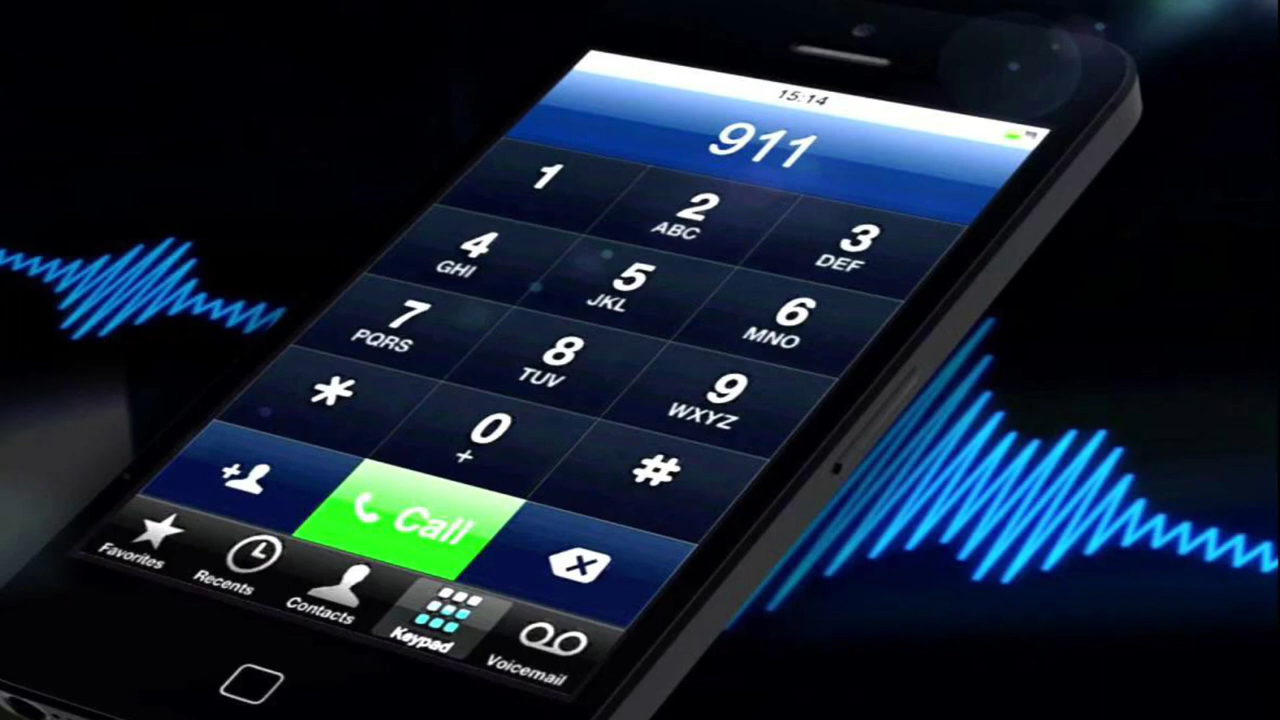 15:14
911
1
2
ABC
3
DEF
4
GHI
5
JKL
6
MNO
7
PQRS
8
TUV
9
WXYZ
*
0
+
#
Call
Favorites
Recents
Contacts
Keypad
Voicemail